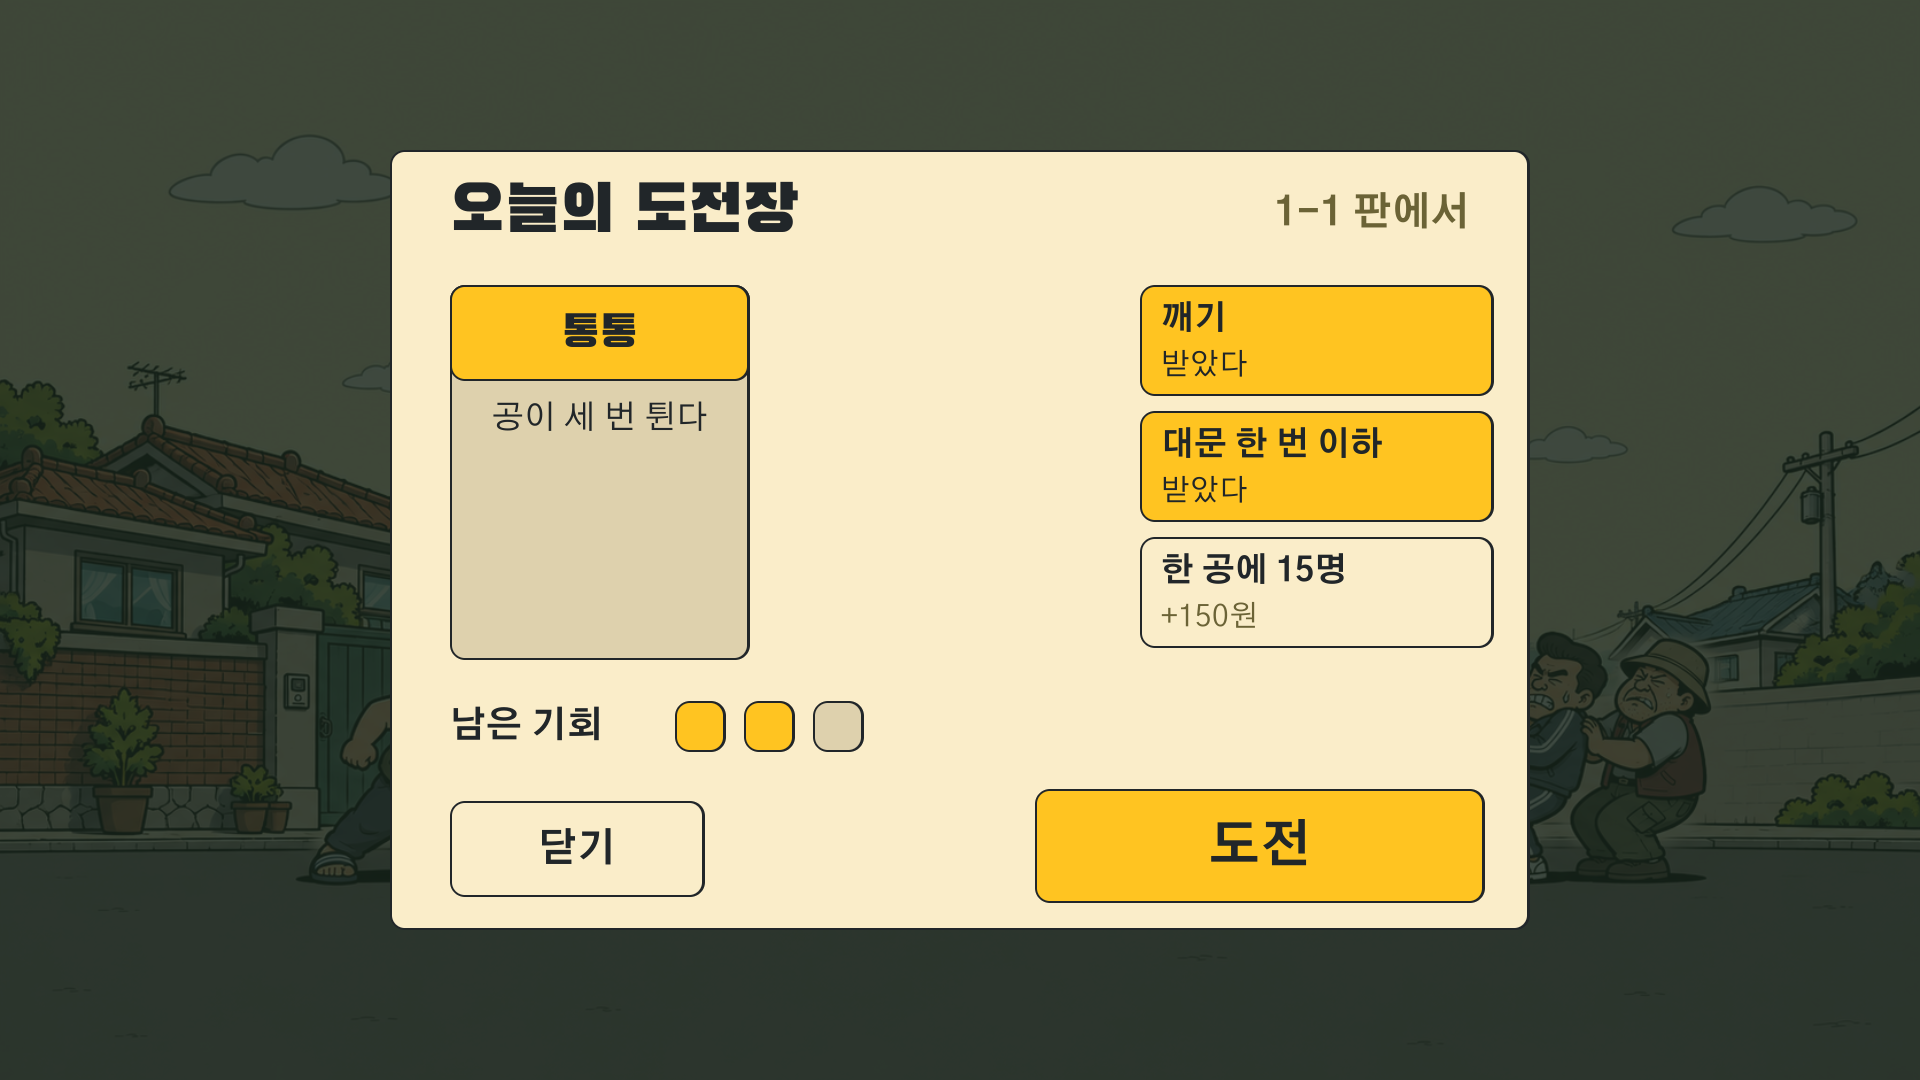 오늘의 도전장
1-1 판에서
통통
공이 세 번 튄다
깨기
받았다
대문 한 번 이하
받았다
한 공에 15명
+150원
남은 기회
닫기
도전